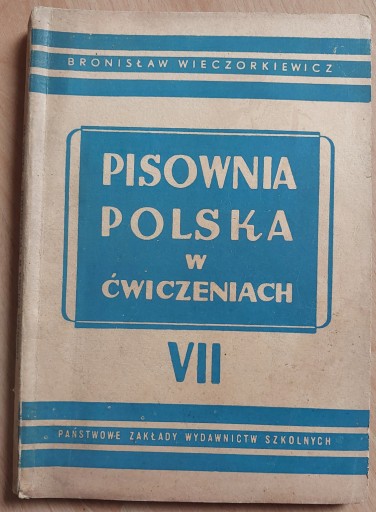 BRONISŁAW WIECZORKIEWICZ
PISOWNIA
POLSKA
W
ĆWICZENIACH
VII
PAŃSTWOWE ZAKŁADY WYDAWNICTW SZKOLNYCH